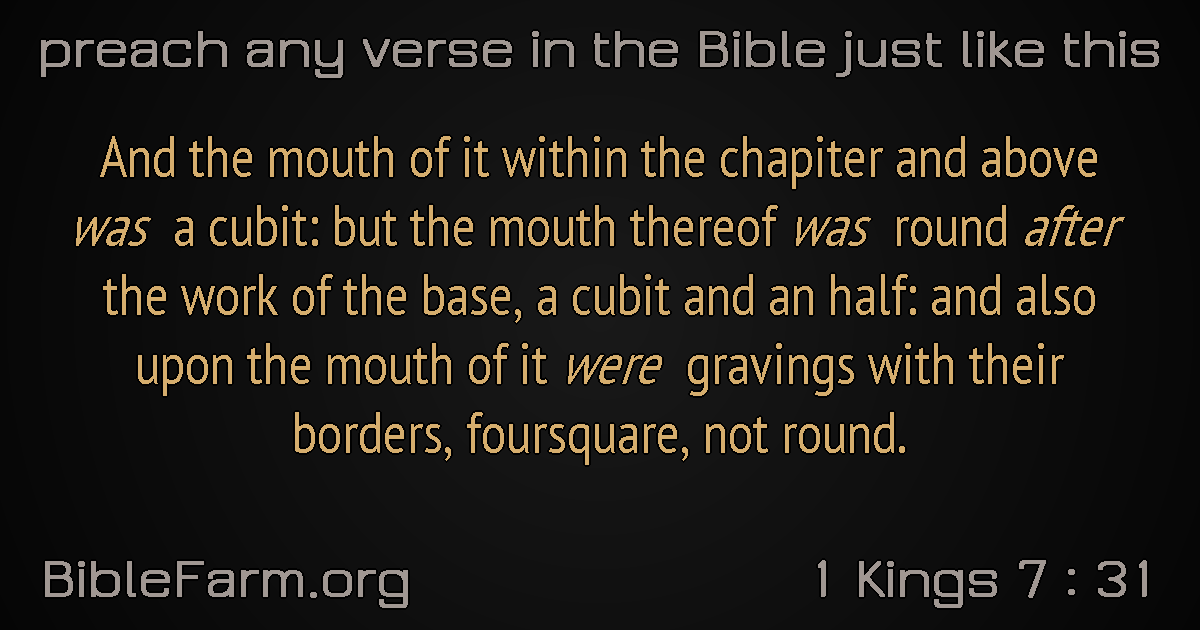 preach any verse in the Bible just like this
And the mouth of it within the chapiter and above
was a cubit: but the mouth thereof was round after
the work of the base, a cubit and an half: and also
upon the mouth of it were gravings with their
borders, foursquare, not round.
BibleFarm.org
1 Kings 7 : 31